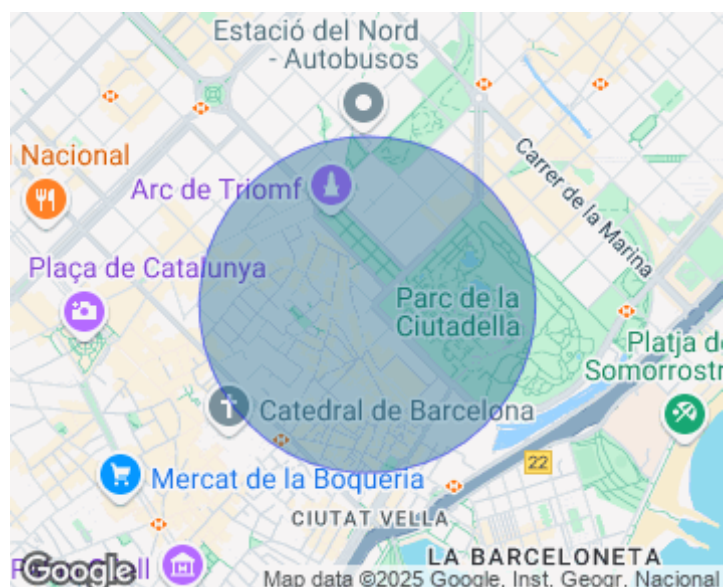 Estació del Nord
- Autobusos
Nacional
Arc de Triomf
Carrer de la Marina
Plaça de Catalunya
Parc de la
Ciutadella
Platja de
Somorrostr
Catedral de Barcelona
22
Mercat de la Boqueria
CIUTAT VELLA
LA BARCELONETA
Google
Map data ©2025 Google, Inst. Geogr. Nacional